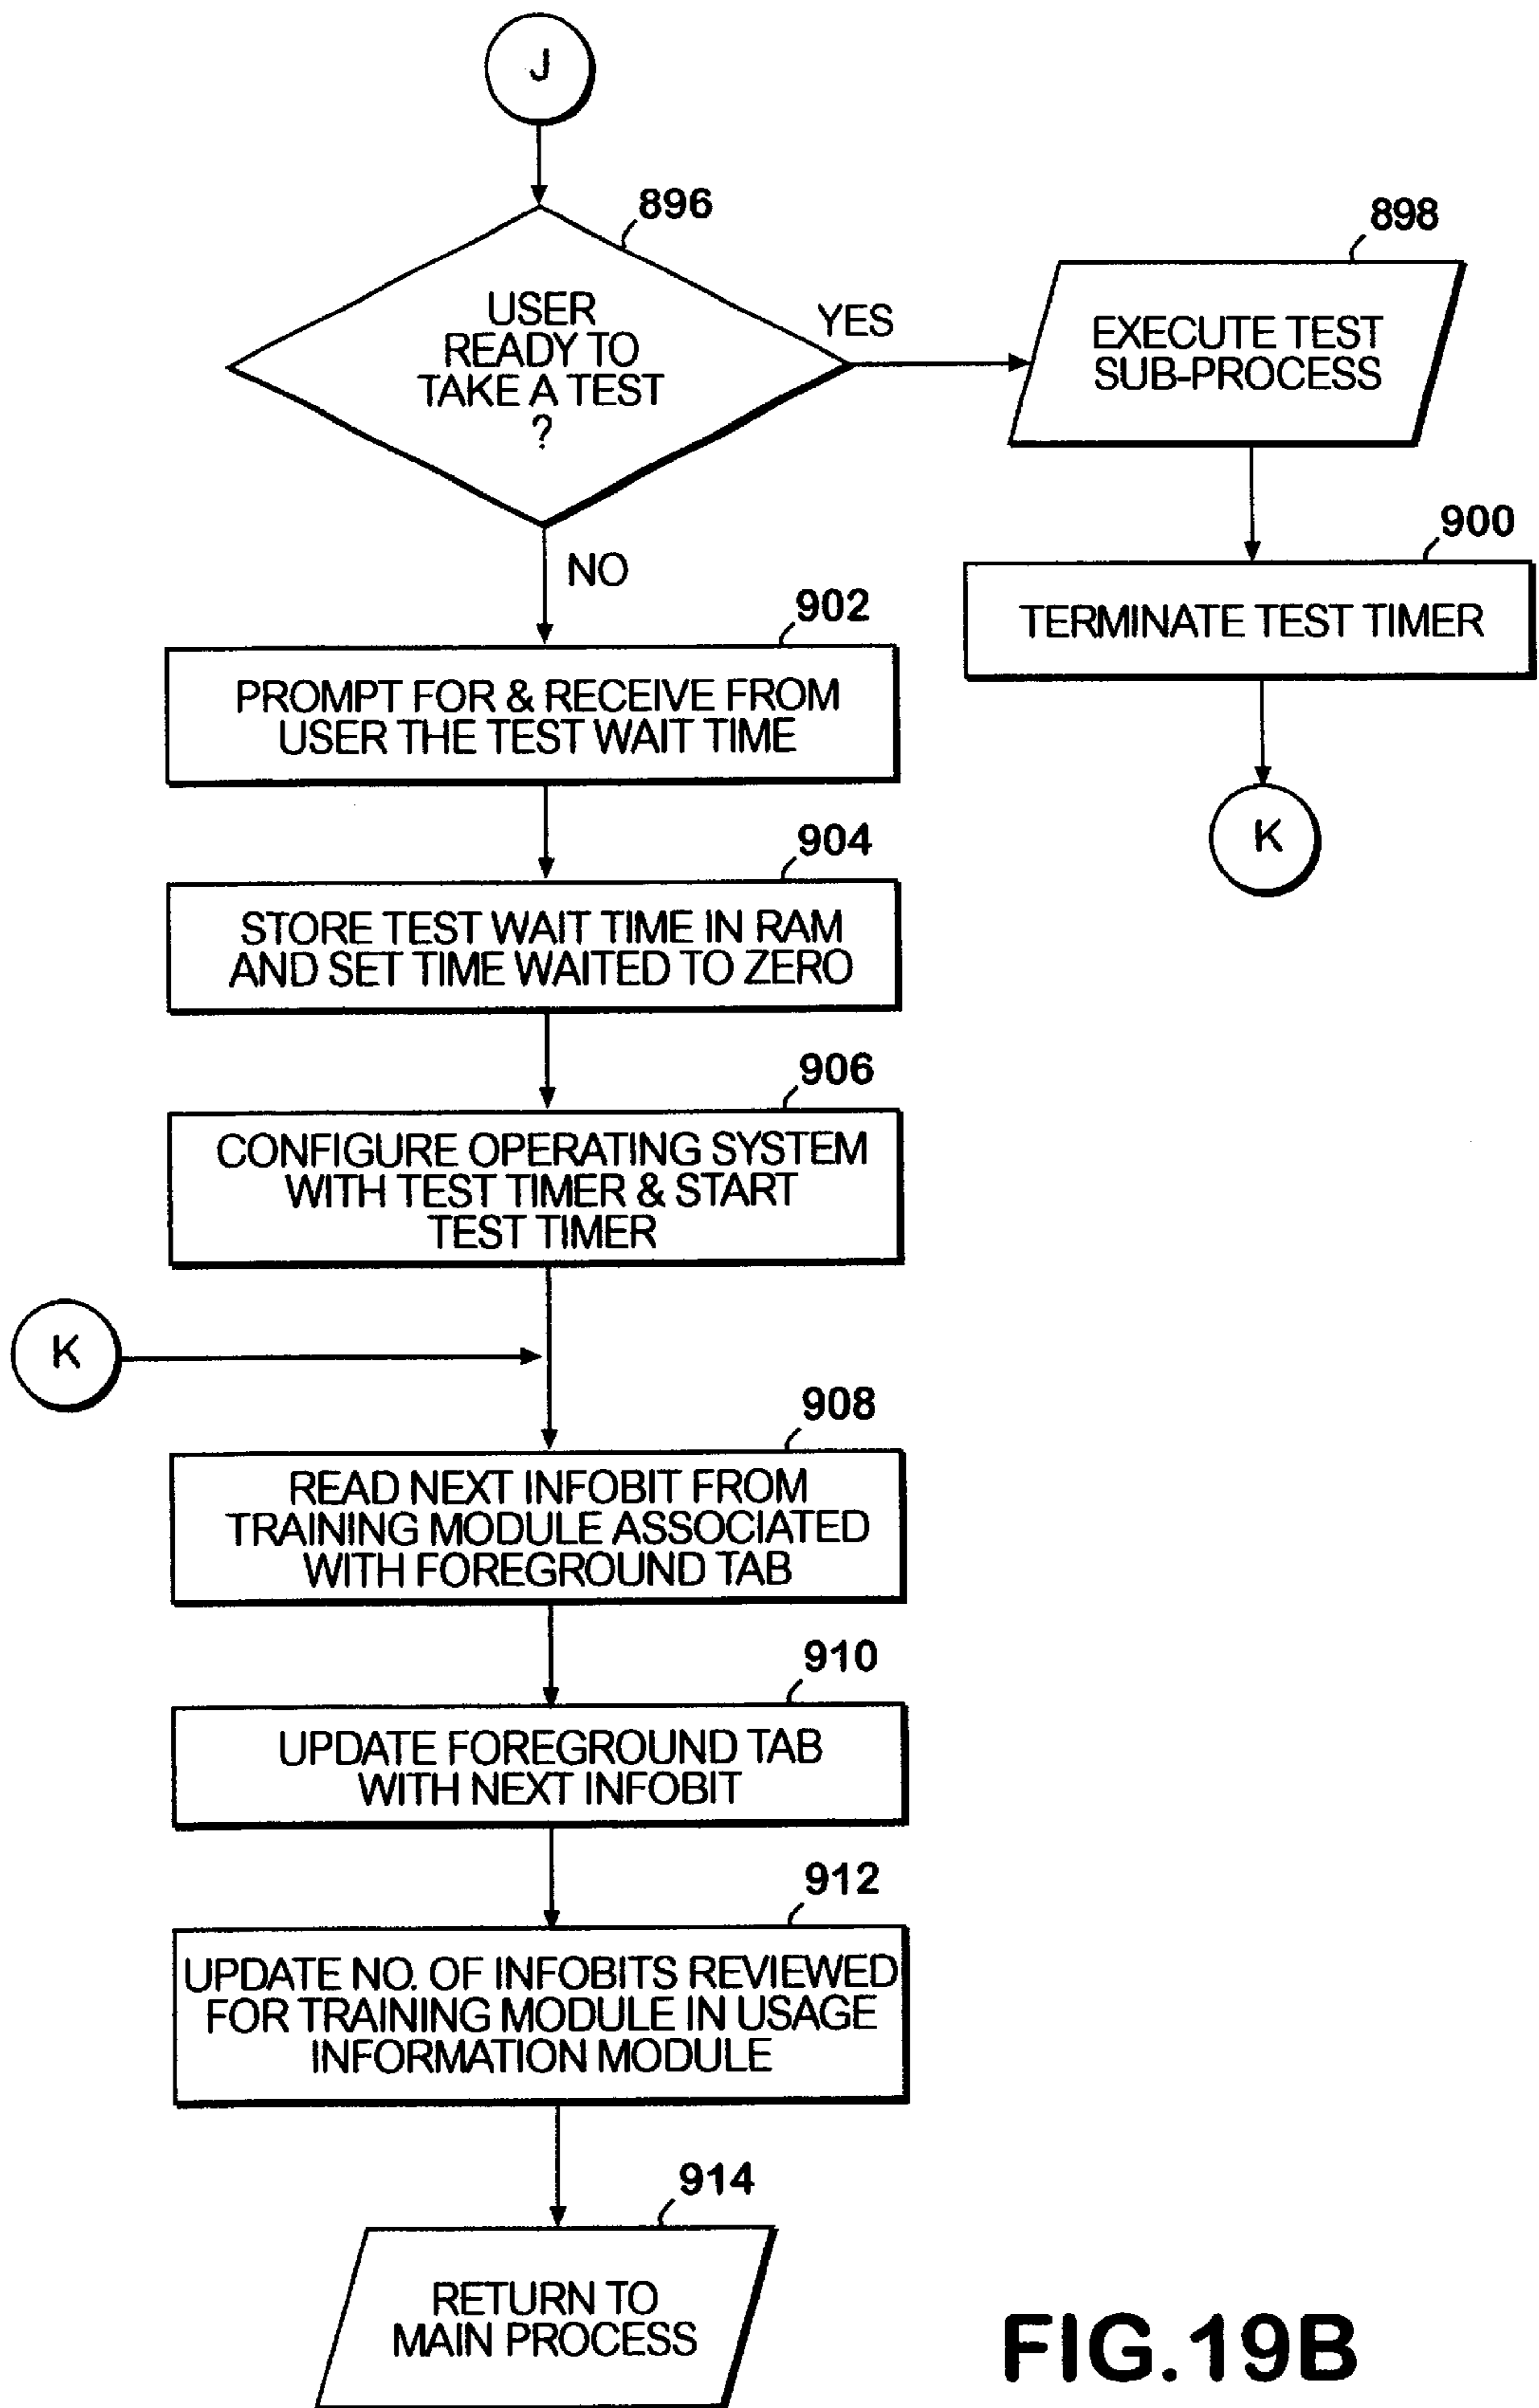 J
896
USER
READY TO
TAKE A TEST
?
YES
898
EXECUTE TEST
SUB-PROCESS
900
TERMINATE TEST TIMER
K
NO
902
PROMPT FOR & RECEIVE FROM
USER THE TEST WAIT TIME
904
STORE TEST WAIT TIME IN RAM
AND SET TIME WAITED TO ZERO
906
CONFIGURE OPERATING SYSTEM
WITH TEST TIMER & START
TEST TIMER
K
908
READ NEXT INFOBIT FROM
TRAINING MODULE ASSOCIATED
WITH FOREGROUND TAB
910
UPDATE FOREGROUND TAB
WITH NEXT INFOBIT
912
UPDATE NO. OF INFOBITS REVIEWED
FOR TRAINING MODULE IN USAGE
INFORMATION MODULE
914
RETURN TO
MAIN PROCESS
FIG.19B